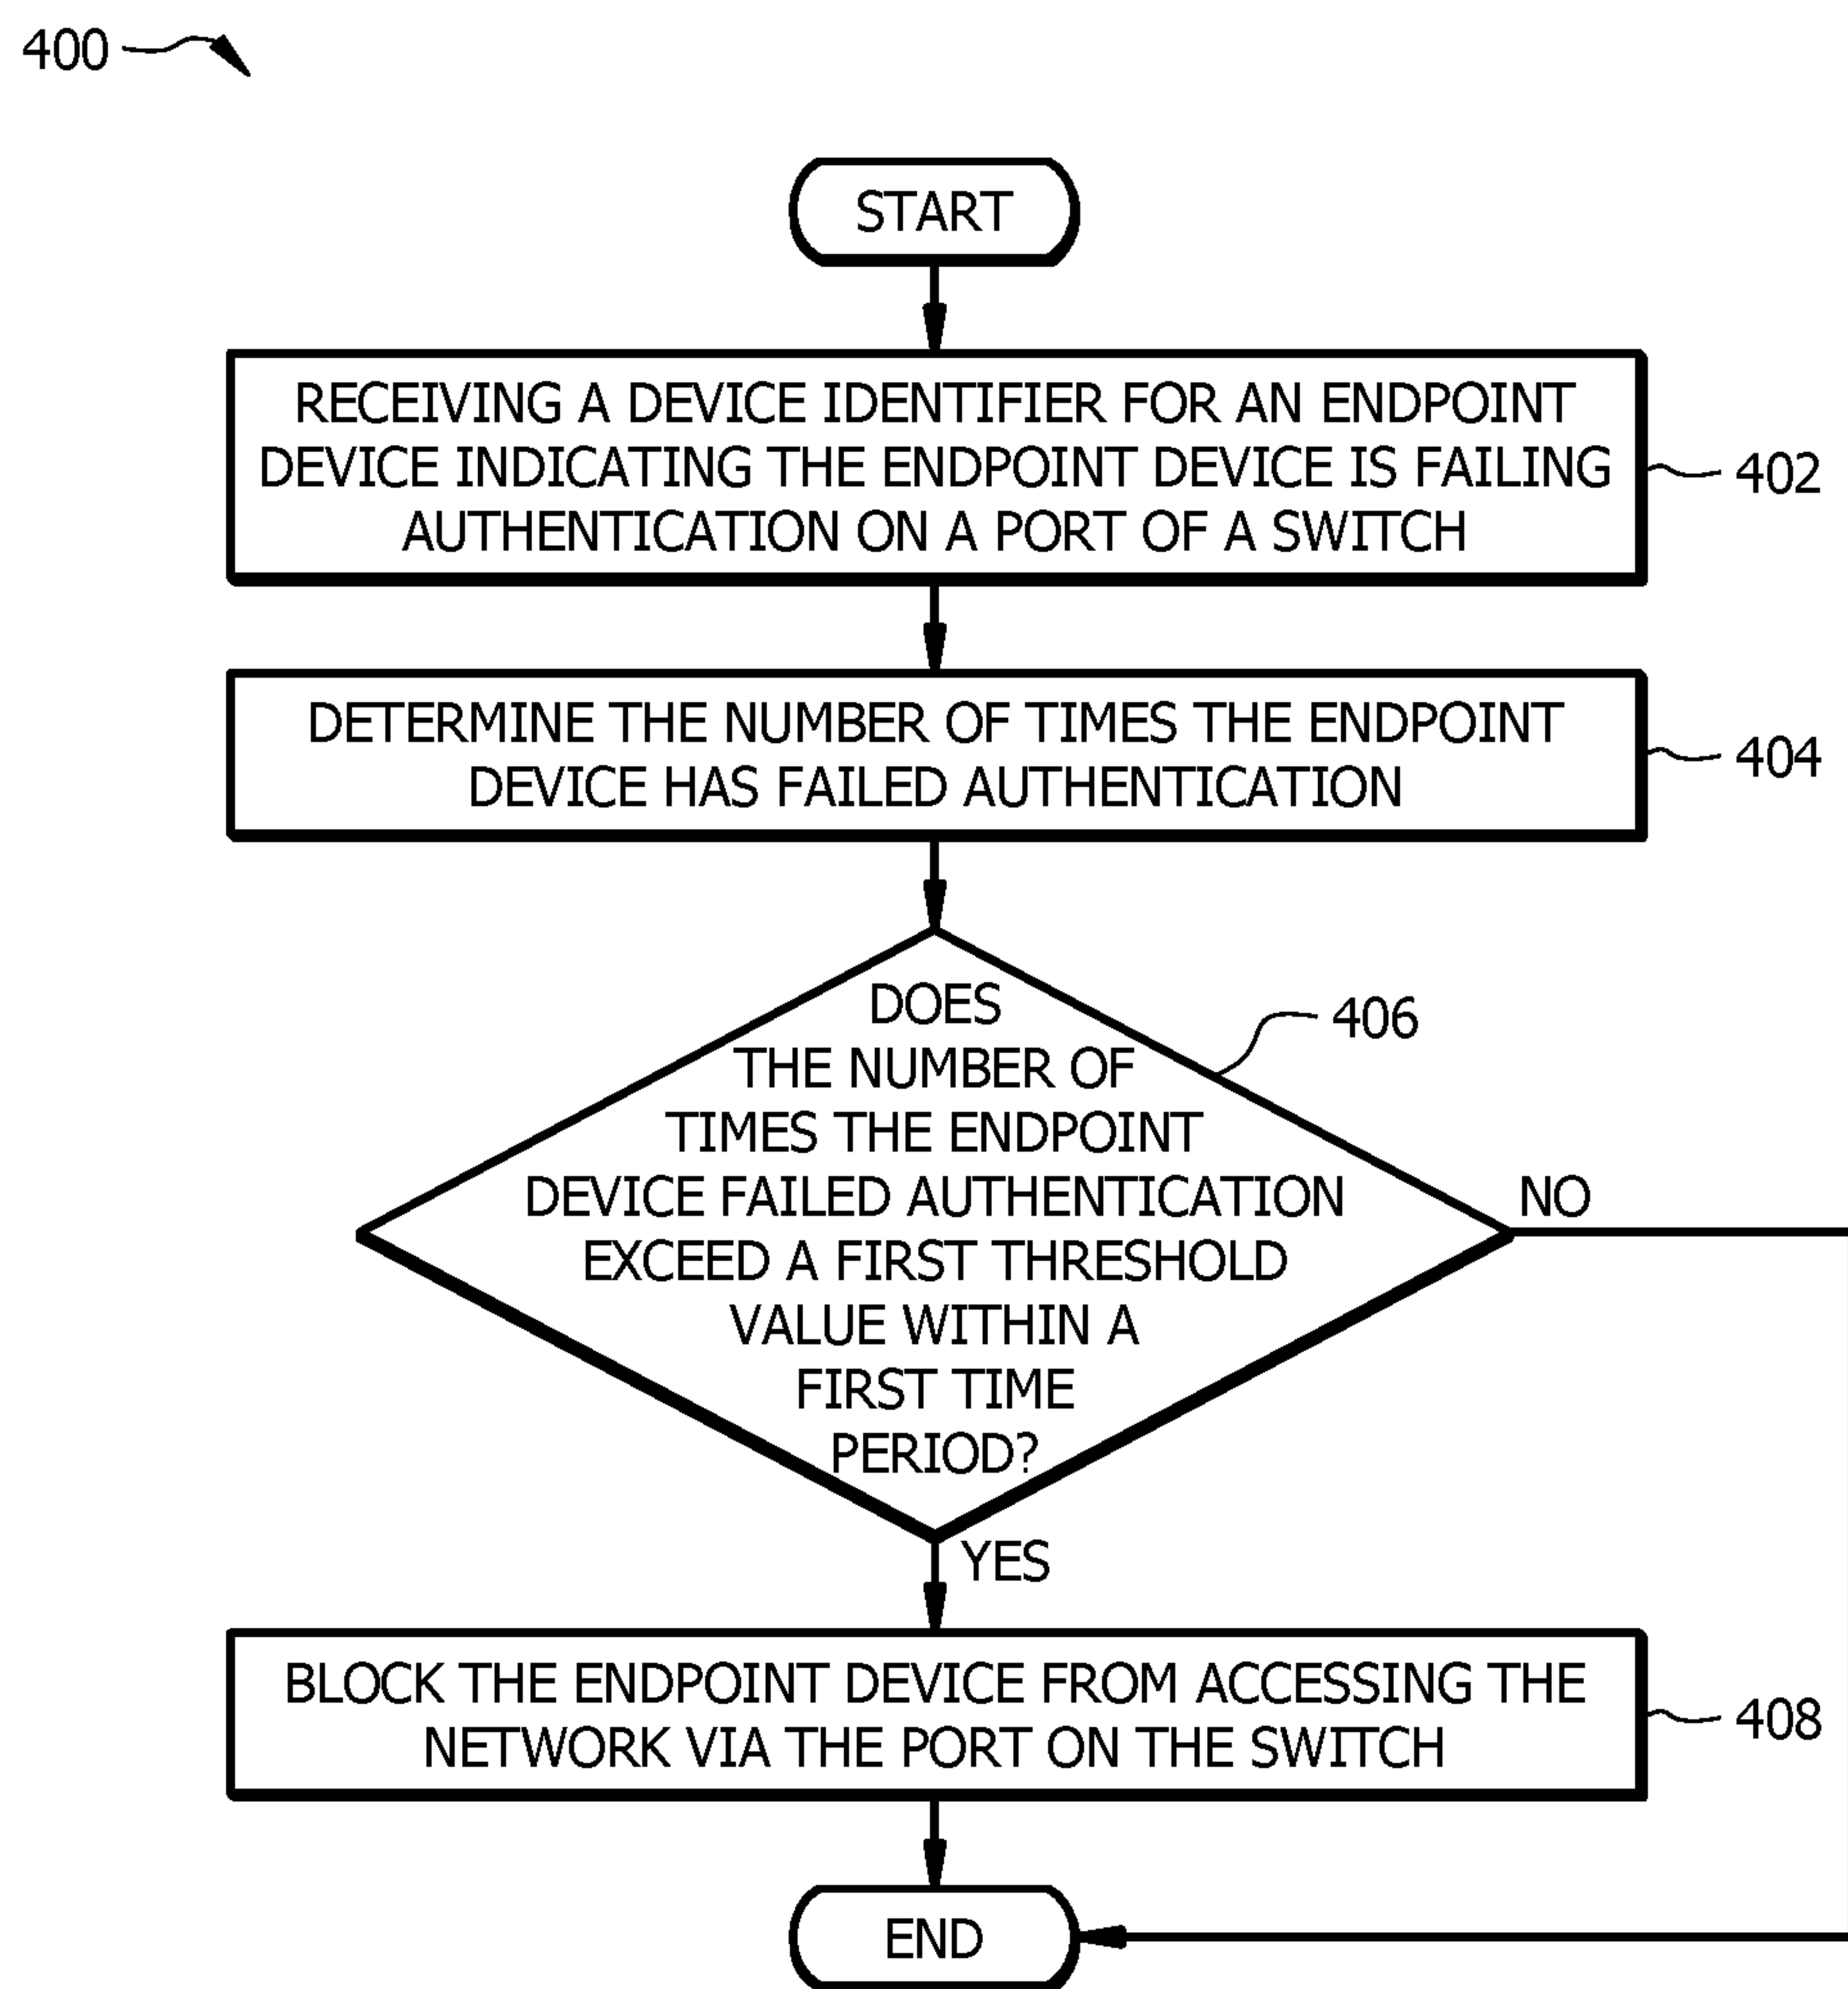 400
START
RECEIVING A DEVICE IDENTIFIER FOR AN ENDPOINT
DEVICE INDICATING THE ENDPOINT DEVICE IS FAILING
AUTHENTICATION ON A PORT OF A SWITCH
402
DETERMINE THE NUMBER OF TIMES THE ENDPOINT
DEVICE HAS FAILED AUTHENTICATION
404
DOES
THE NUMBER OF
TIMES THE ENDPOINT
DEVICE FAILED AUTHENTICATION
EXCEED A FIRST THRESHOLD
VALUE WITHIN A
FIRST TIME
PERIOD?
406
NO
YES
BLOCK THE ENDPOINT DEVICE FROM ACCESSING THE
NETWORK VIA THE PORT ON THE SWITCH
408
END